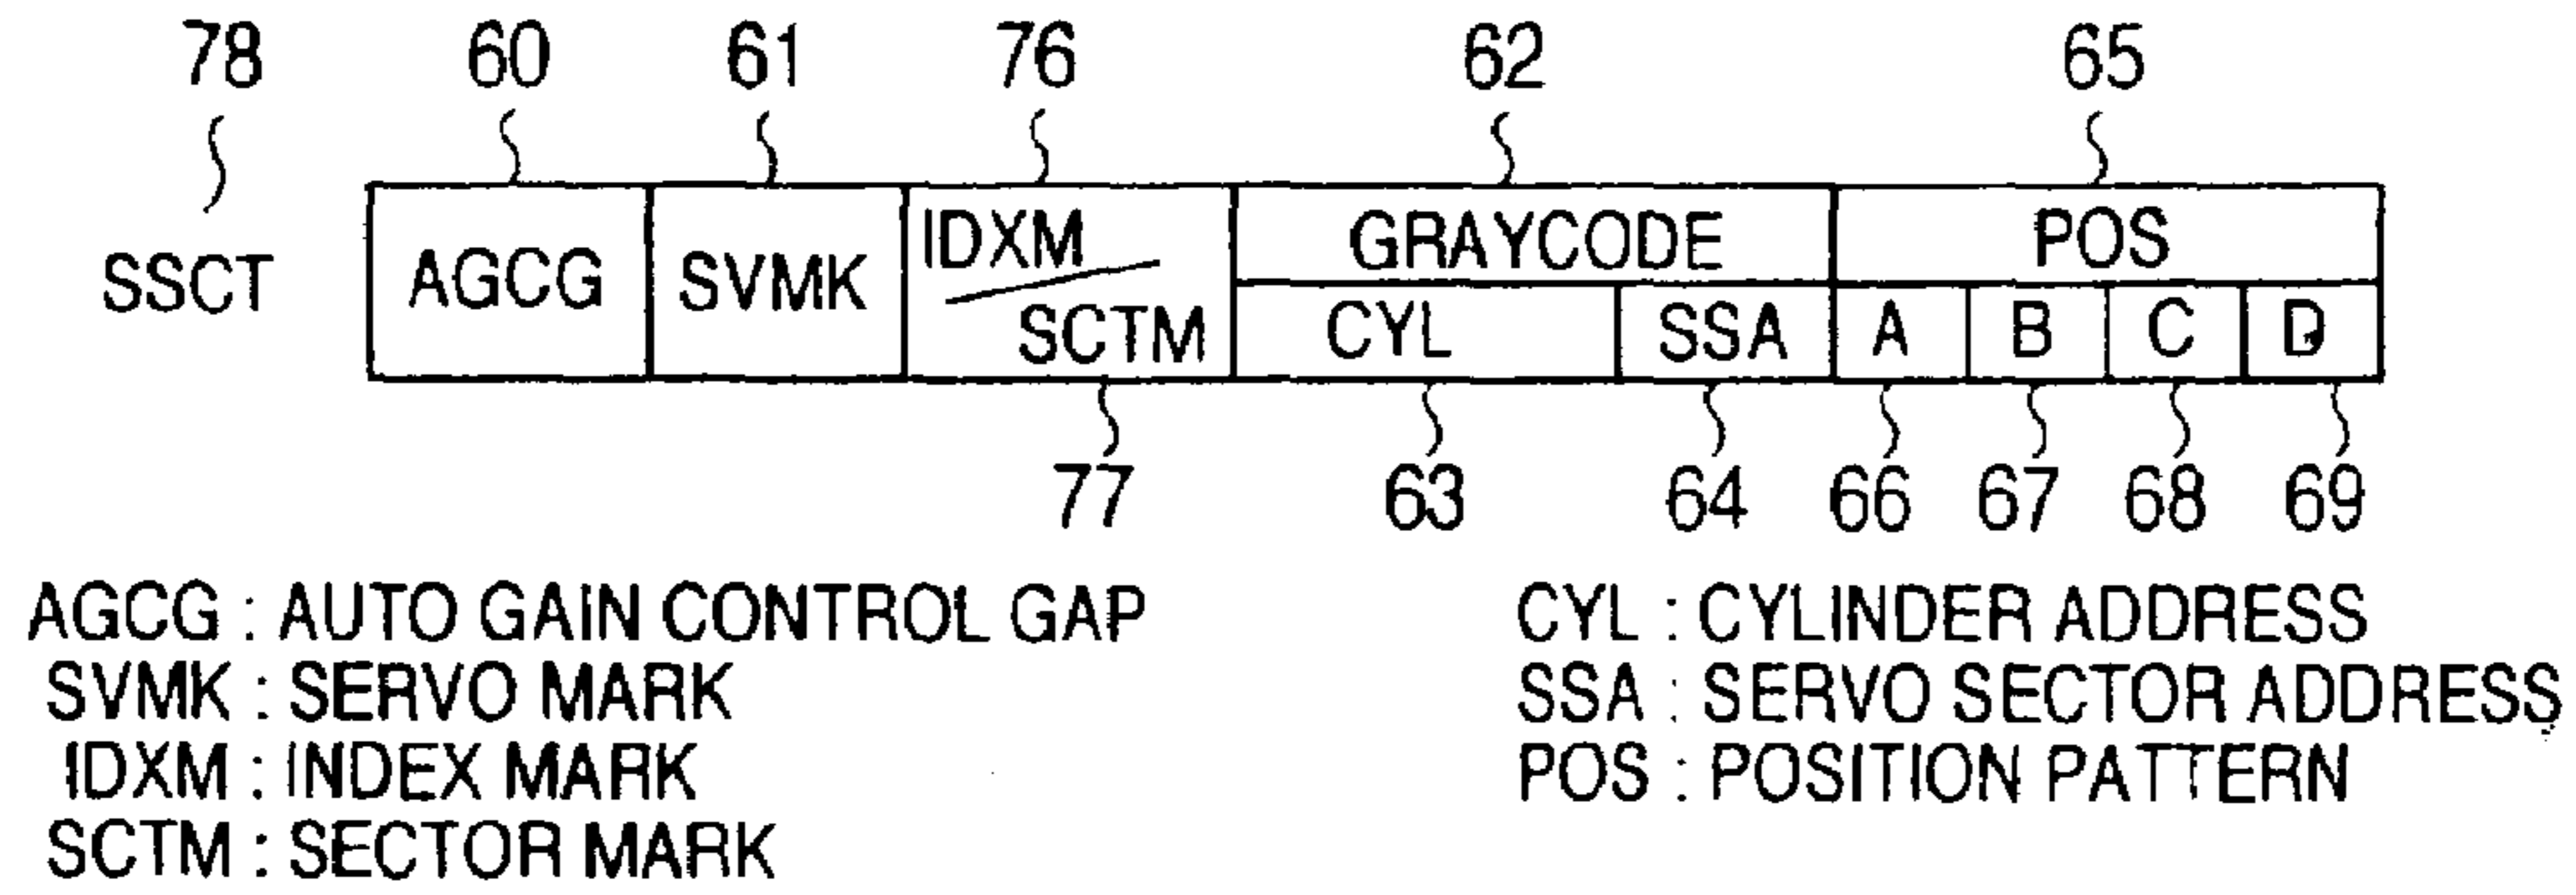 78 60 61 76 62 65
SSCT AGCG SVMK IDXM GRAYCODE POS
SCTM CYL SSA A B C D
77 63 64 66 67 68 69
AGCG : AUTO GAIN CONTROL GAP
SVMK : SERVO MARK
IDXM : INDEX MARK
SCTM : SECTOR MARK
CYL : CYLINDER ADDRESS
SSA : SERVO SECTOR ADDRESS
POS : POSITION PATTERN